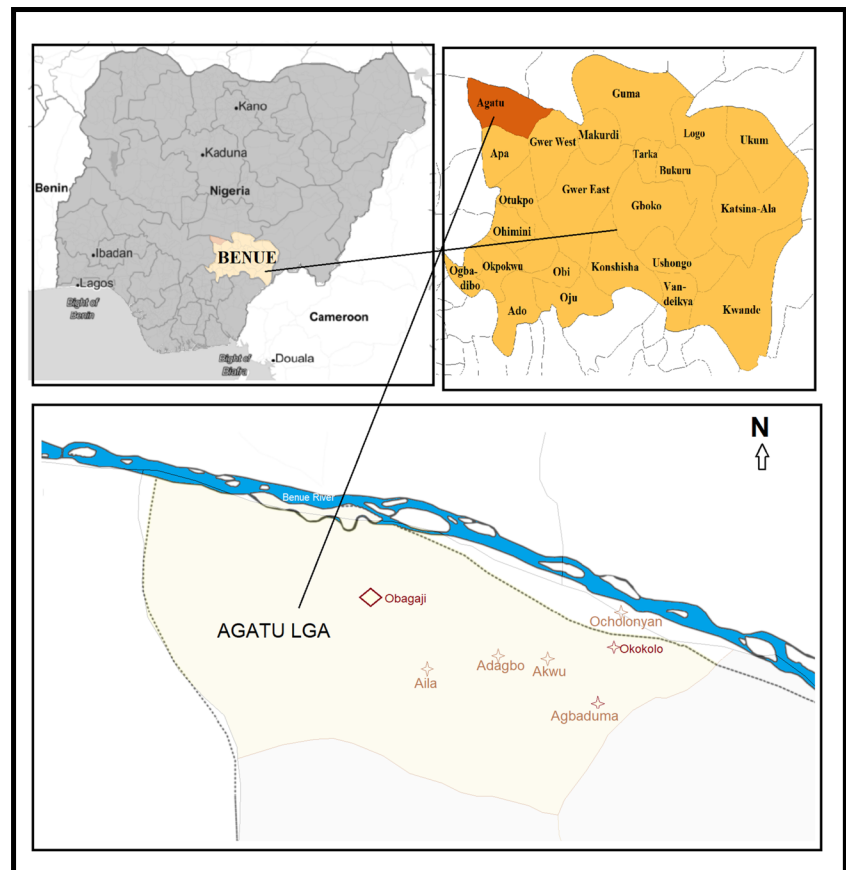 Kano
Kaduna
Benin
Nigeria
BENUE
Ibadan
Lagos
Bight of
Benin
Cameroon
Bight of
Biafra
Douala
Agatu
Guma
Gwer West
Makurdi
Logo
Ukum
Apa
Tarka
Bukuru
Otukpo
Gwer East
Gboko
Katsina-Ala
Ohimini
Ogba-
dibo
Okpokwu
Obi
Konshisha
Ushongo
Van-
deikya
Oju
Ado
Kwande
N
Benue River
Obagaji
AGATU LGA
Ocholonyan
Okokolo
Adagbo
Akwu
Aila
Agbaduma